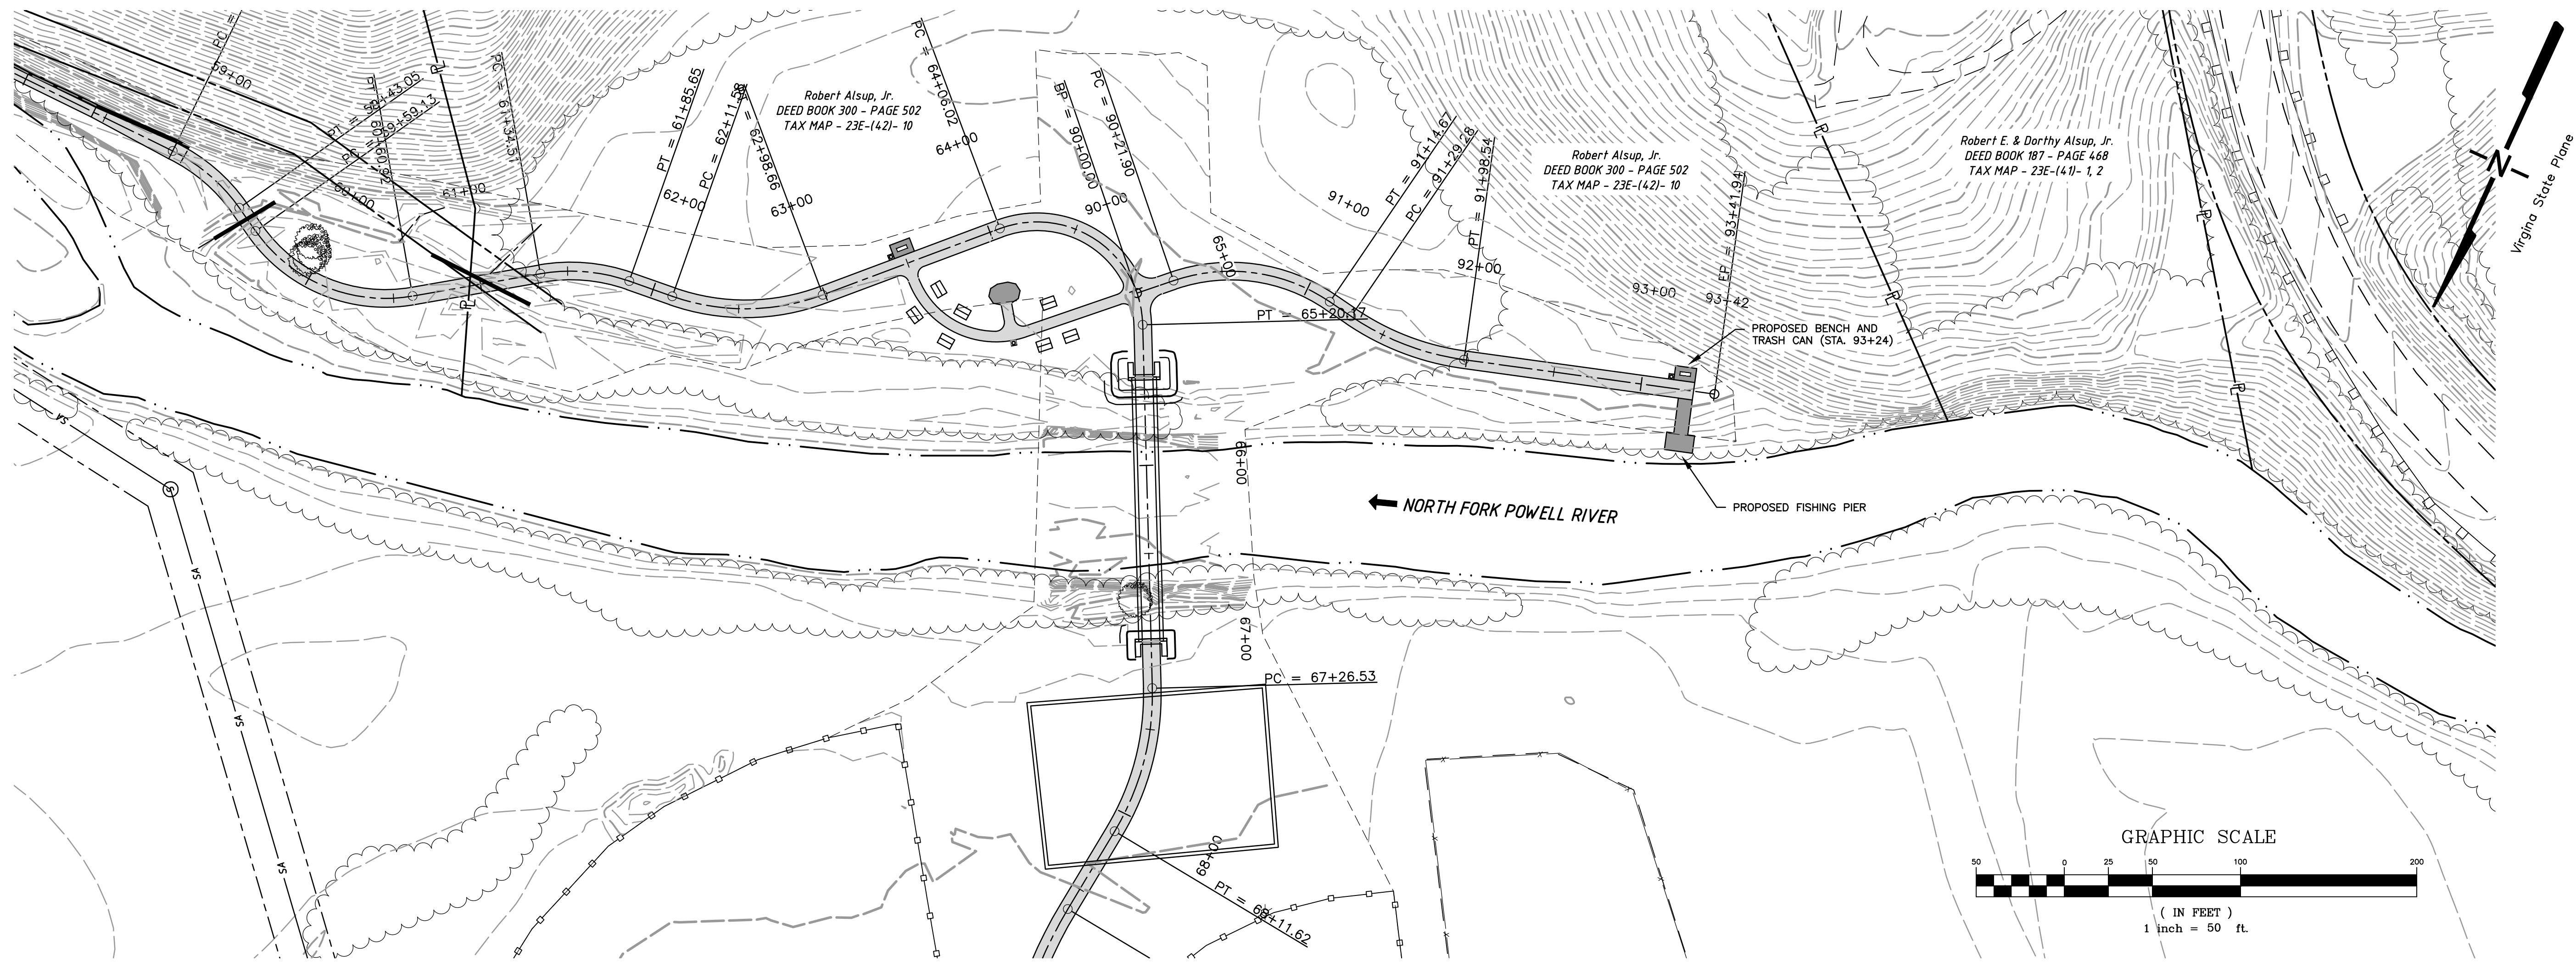 PC =
59+00
PT = 59+43.05
PC = 59+59.13
60+00
60+60.92
PC = 61+34.51
61+00
PT = 61+85.65
62+00
PC = 62+11.58
62+98.66
63+00
Robert Alsup, Jr.
DEED BOOK 300 - PAGE 502
TAX MAP - 23E-(42)- 10
PC = 64+06.02
64+00
BP = 90+00.00
PC = 90+21.90
90+00
65+00
PT = 65+20.17
91+00
PT = 91+14.67
PC = 91+29.28
PT = 91+98.54
92+00
Robert Alsup, Jr.
DEED BOOK 300 - PAGE 502
TAX MAP - 23E-(42)- 10
EP = 93+41.94
93+00
93+42
PROPOSED BENCH AND
TRASH CAN (STA. 93+24)
Robert E. & Dorthy Alsup, Jr.
DEED BOOK 187 - PAGE 468
TAX MAP - 23E-(41)- 1, 2
N
Virgina State Plane
66+00
NORTH FORK POWELL RIVER
PROPOSED FISHING PIER
SA
S
SA
SA
SA
67+00
PC = 67+26.53
68+00
PT = 68+11.62
GRAPHIC SCALE
50 0 25 50 100 200
( IN FEET )
1 inch = 50 ft.